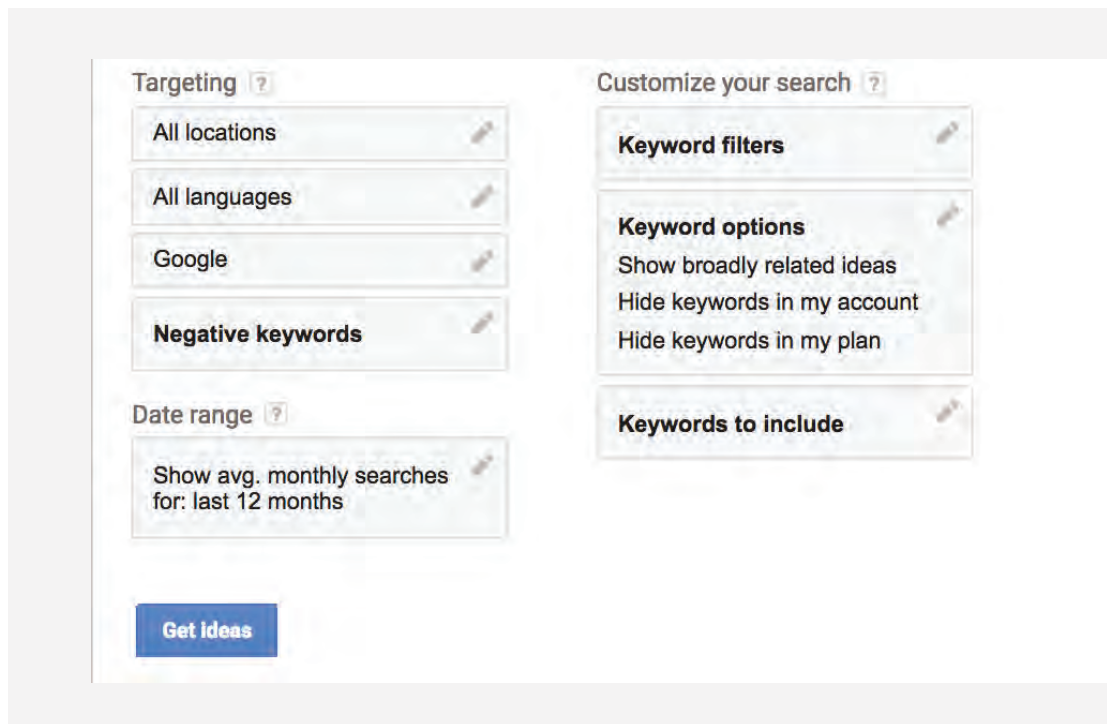 Targeting ?
All locations
All languages
Google
Negative keywords
Date range ?
Show avg. monthly searches
for: last 12 months
Get ideas
Customize your search ?
Keyword filters
Keyword options
Show broadly related ideas
Hide keywords in my account
Hide keywords in my plan
Keywords to include